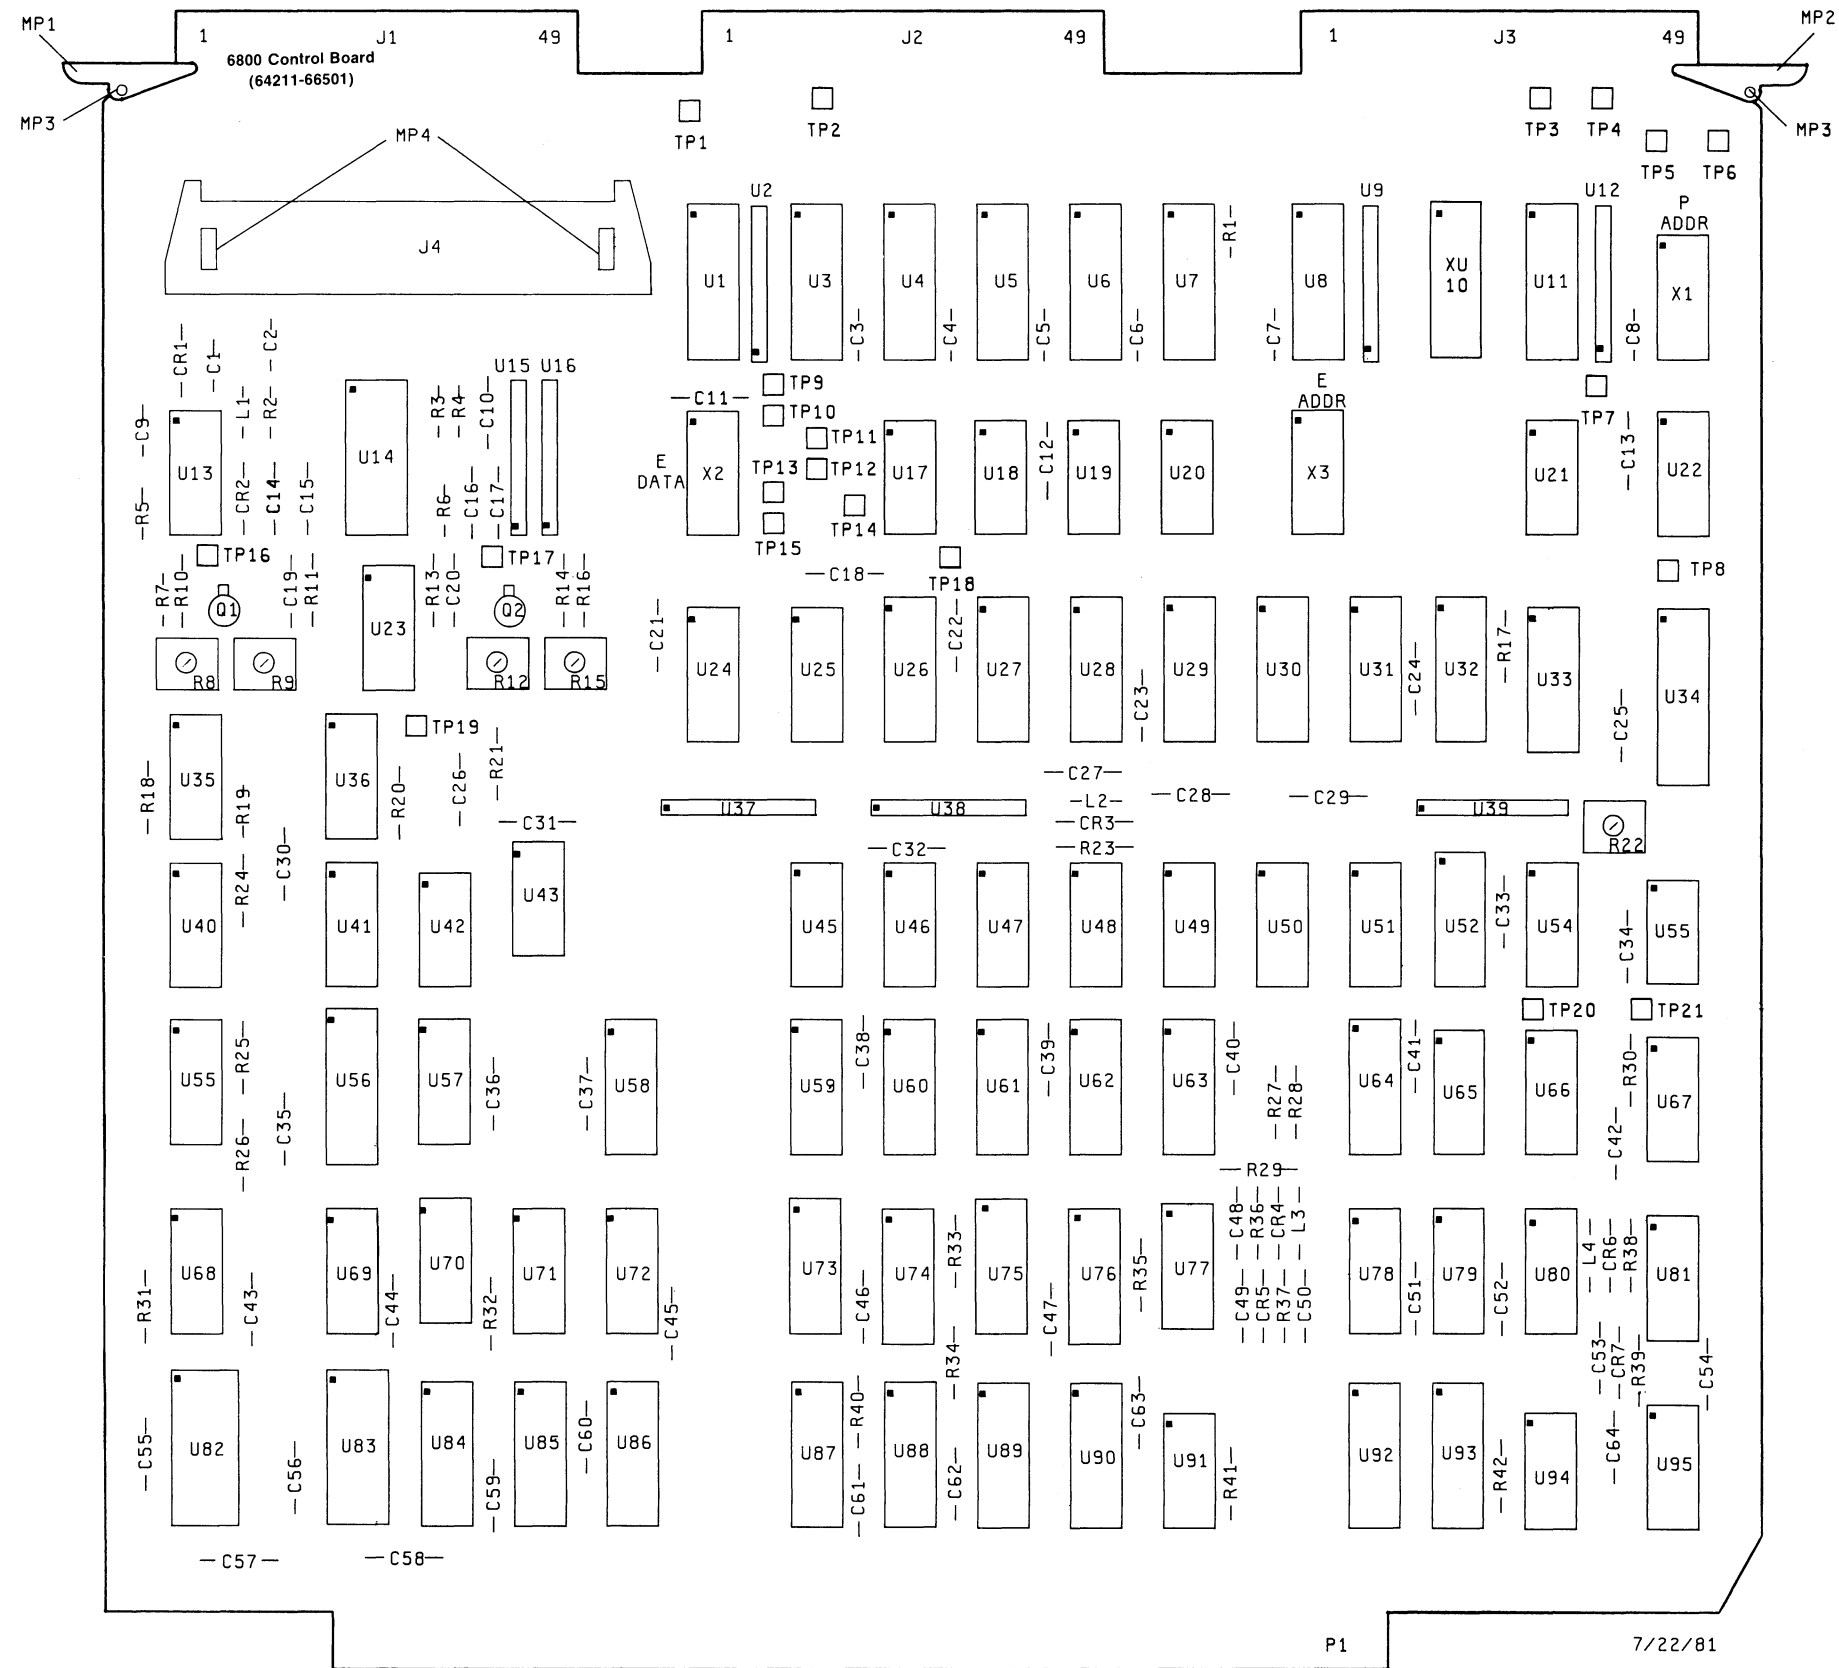 MP1
1 J1 49
1 J2 49
1 J3 49
MP2
6800 Control Board
(64211-66501)
MP3
MP3
MP4
TP1
TP2
TP3
TP4
TP5
TP6
J4
U2
U9
U12
P
ADDR
U1
U3
U4
U5
U6
U7
R1
U8
XU
10
U11
X1
C3
C4
C5
C6
C7
C8
CR1
C1
C2
U15
U16
TP9
TP10
C11
E
ADDR
TP7
C9
L1
R2
R3
R4
C10
TP11
TP12
TP13
U13
U14
E
DATA
X2
U17
U18
C12
U19
U20
X3
U21
C13
U22
R5
CR2
C14
C15
R6
C16
C17
TP14
TP15
TP16
TP17
C18
TP18
TP8
R7
R10
Q1
C19
R11
U23
R13
C20
Q2
R14
R16
C21
C22
R8
R9
R12
R15
U24
U25
U26
U27
U28
C23
U29
U30
U31
C24
U32
R17
U33
C25
U34
TP19
R18
U35
R19
U36
R20
C26
R21
C27
C28
C29
U37
U38
L2
CR3
R23
U39
R22
C31
C32
C30
R24
U40
U41
U42
U43
U45
U46
U47
U48
U49
U50
U51
U52
C33
U54
C34
U55
TP20
TP21
U55
R25
R26
C35
U56
U57
C36
C37
U58
U59
C38
U60
U61
C39
U62
U63
C40
R27
R28
U64
C41
U65
U66
R30
C42
U67
R29
C48
R36
CR4
L3
R31
U68
C43
U69
C44
U70
R32
U71
U72
C45
U73
C46
U74
R33
R34
U75
C47
U76
R35
U77
C49
CR5
R37
C50
U78
C51
U79
C52
U80
L4
CR6
R38
U81
C53
CR7
R39
C54
C55
U82
C56
U83
U84
C59
U85
C60
U86
U87
R40
C61
U88
C62
U89
U90
C63
U91
R41
U92
U93
R42
U94
C64
U95
C57
C58
P1
7/22/81